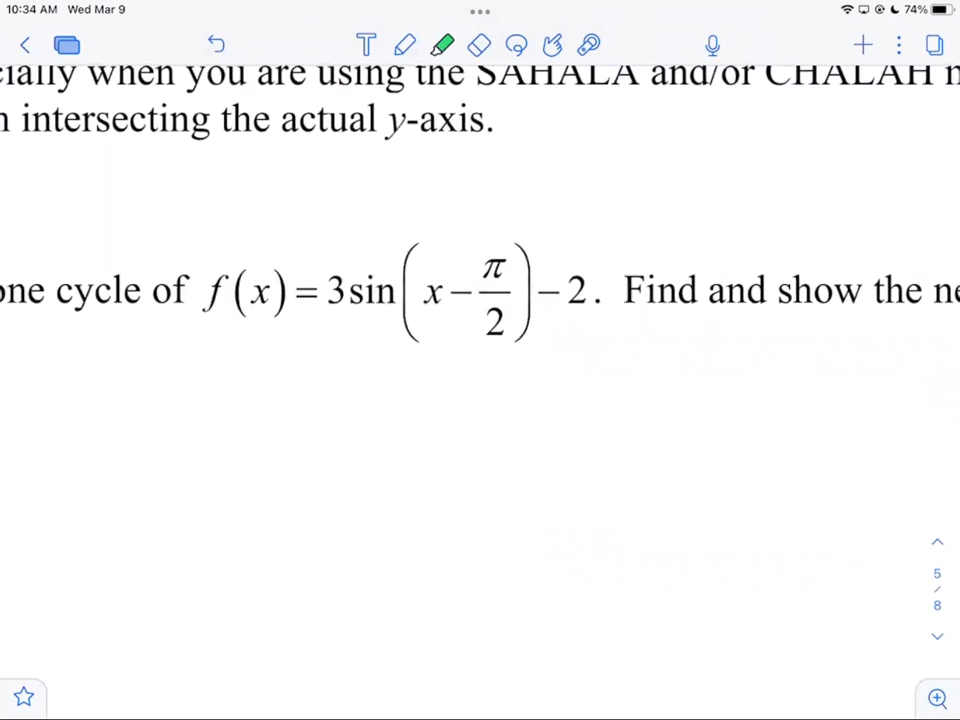 10:34 AM Wed Mar 9 74%
T
cially when you are using the SAHALA and/or CHALAH
intersecting the actual y-axis.
one cycle of f(x) = 3sin(x − π/2) − 2. Find and show the
5
/
8